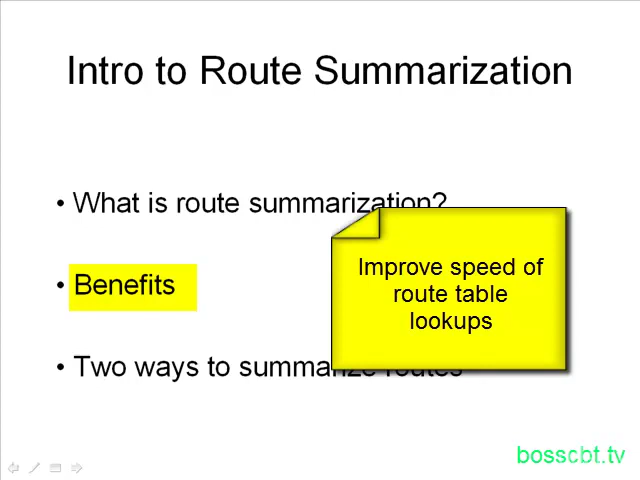 Intro to Route Summarization
• What is route summarization?
• Benefits
Improve speed of
route table
lookups
• Two ways to summarize routes
bosscbt.tv